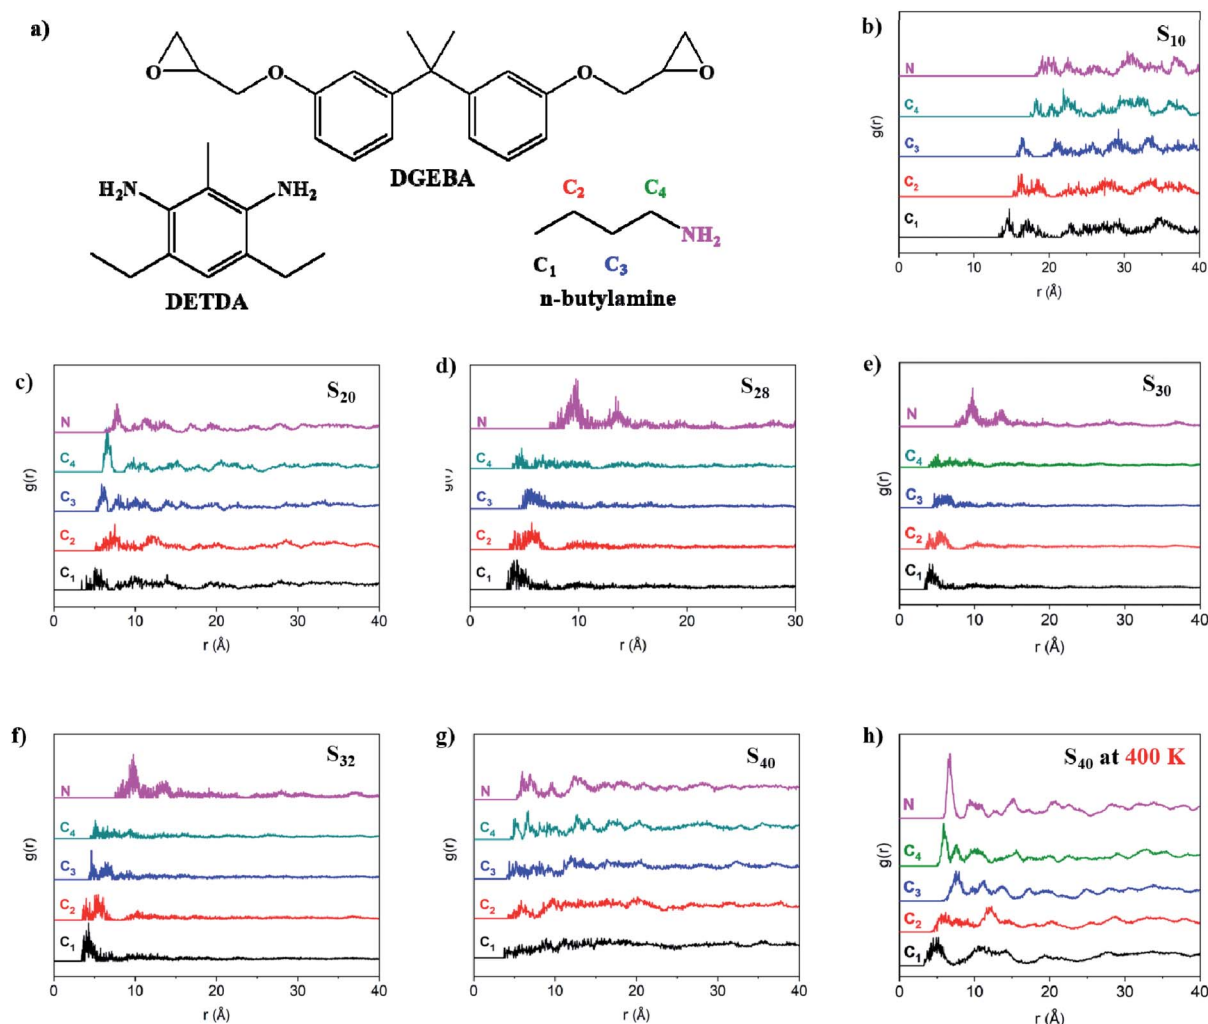 a)
O
O
O
O
DGEBA
H₂N
NH₂
DETDA
C₂
C₄
NH₂
C₁
C₃
n-butylamine
b)
S₁₀
N
C₄
C₃
C₂
C₁
g(r)
0 10 20 30 40
r (Å)
c)
S₂₀
N
C₄
C₃
C₂
C₁
g(r)
0 10 20 30 40
r (Å)
d)
S₂₈
N
C₄
C₃
C₂
C₁
0 10 20 30
r (Å)
e)
S₃₀
N
C₄
C₃
C₂
C₁
g(r)
0 10 20 30 40
r (Å)
f)
S₃₂
N
C₄
C₃
C₂
C₁
g(r)
0 10 20 30 40
r (Å)
g)
S₄₀
N
C₄
C₃
C₂
C₁
g(r)
0 10 20 30 40
r (Å)
h)
S₄₀ at 400 K
N
C₄
C₃
C₂
C₁
g(r)
0 10 20 30 40
r (Å)